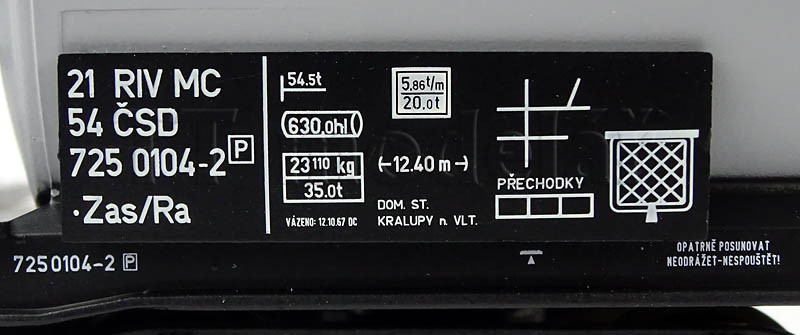 21 RIV MC
54 ČSD
725 0104-2 P
·Zas/Ra
54.5t
630,0hl
23110 kg
35.0t
VÁZENO: 12.10.67 DC
5,86t/m
20.0t
12.40 m
DOM. ST.
KRALUPY n. VLT.
PŘECHODKY
725 0104-2 P
OPATRNĚ POSUNOVAT
NEODRÁŽET-NESPOUŠTĚT!